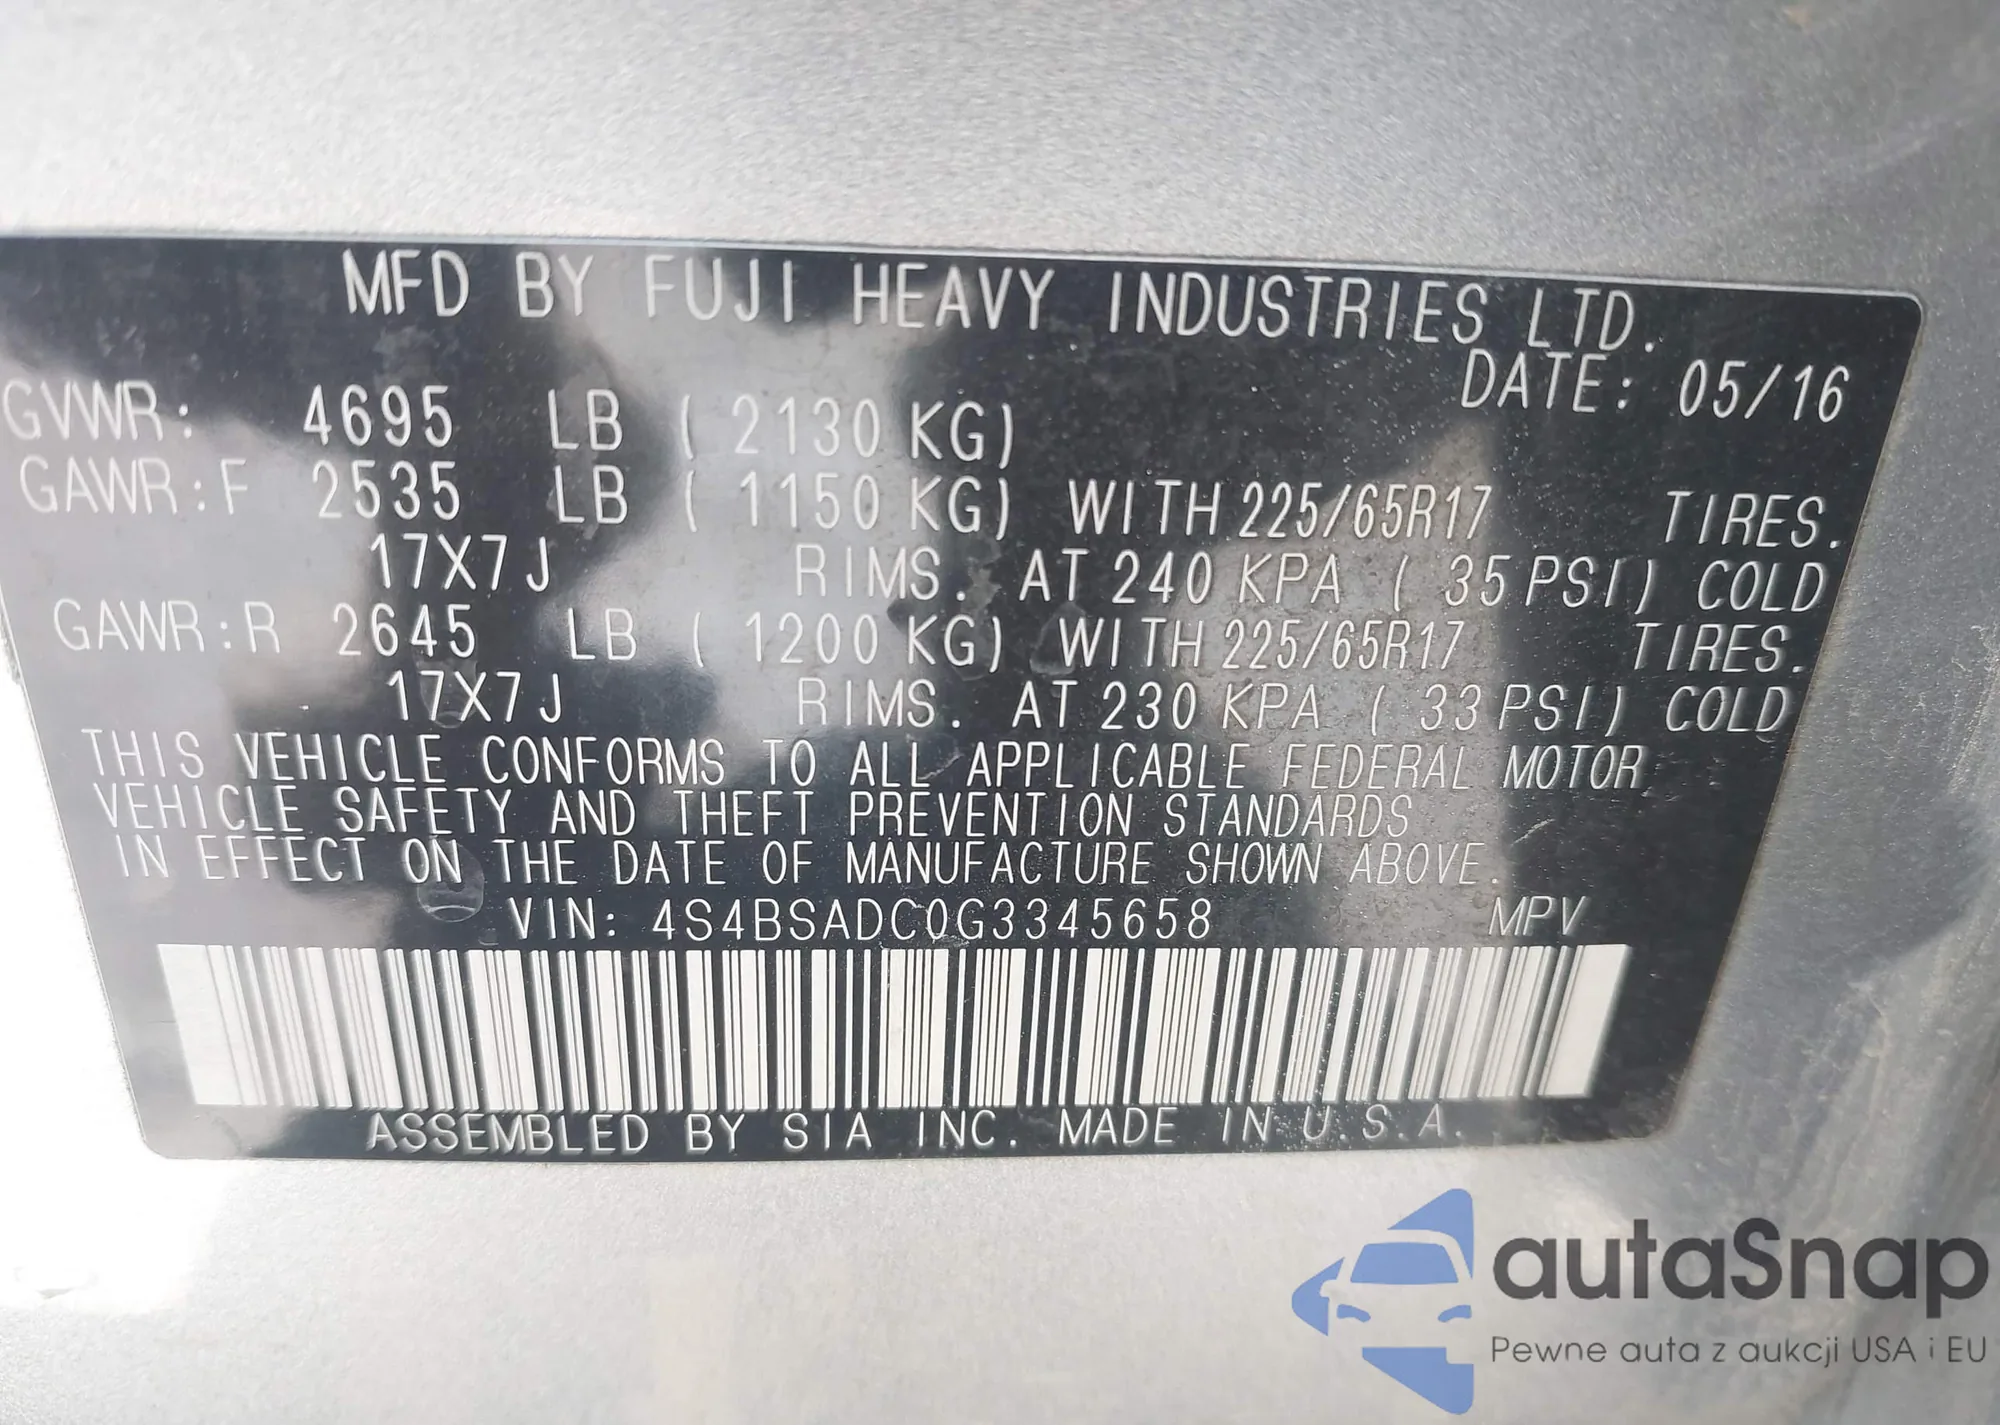 MFD BY FUJI HEAVY INDUSTRIES LTD.
DATE: 05/16
GVWR: 4695 LB ( 2130 KG)
GAWR:F 2535 LB ( 1150 KG) WITH 225/65R17 TIRES.
17X7J RIMS. AT 240 KPA ( 35 PSI) COLD
GAWR:R 2645 LB ( 1200 KG) WITH 225/65R17 TIRES.
17X7J RIMS. AT 230 KPA ( 33 PSI) COLD
THIS VEHICLE CONFORMS TO ALL APPLICABLE FEDERAL MOTOR
VEHICLE SAFETY AND THEFT PREVENTION STANDARDS
IN EFFECT ON THE DATE OF MANUFACTURE SHOWN ABOVE.
VIN: 4S4BSADC0G3345658 MPV
ASSEMBLED BY SIA INC. MADE IN U.S.A.
autaSnap
Pewne auta z aukcji USA i EU